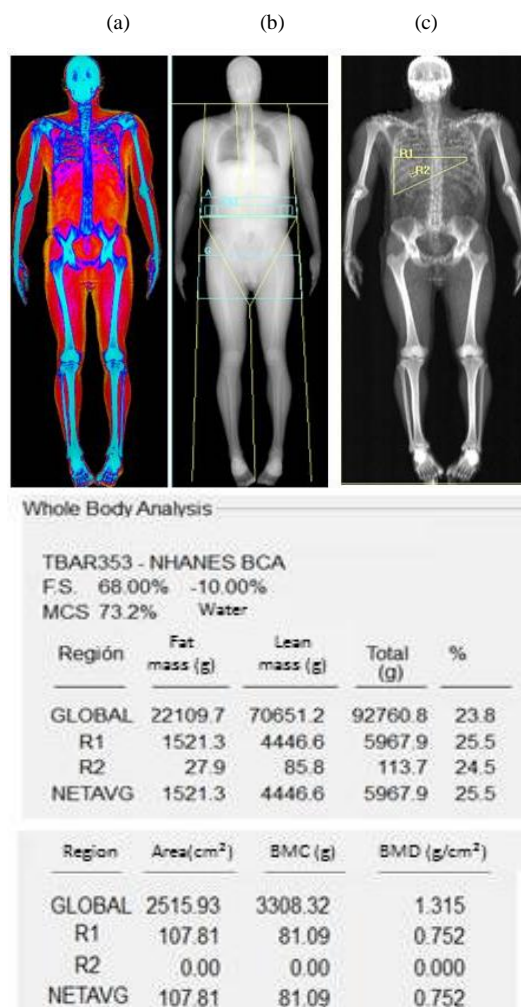 (a) (b) (c)
A
G
R1
R2
Whole Body Analysis
TBAR353 - NHANES BCA
F.S. 68.00% -10.00%
MCS 73.2% Water
Región Fat mass (g) Lean mass (g) Total (g) %
GLOBAL 22109.7 70651.2 92760.8 23.8
R1 1521.3 4446.6 5967.9 25.5
R2 27.9 85.8 113.7 24.5
NETAVG 1521.3 4446.6 5967.9 25.5
Region Area(cm²) BMC (g) BMD (g/cm²)
GLOBAL 2515.93 3308.32 1.315
R1 107.81 81.09 0.752
R2 0.00 0.00 0.000
NETAVG 107.81 81.09 0.752